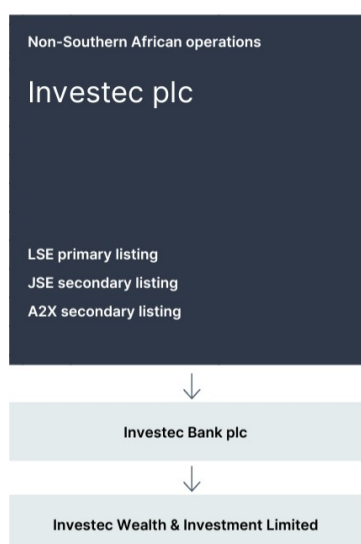 Non-Southern African operations
Investec plc
LSE primary listing
JSE secondary listing
A2X secondary listing
Investec Bank plc
Investec Wealth & Investment Limited